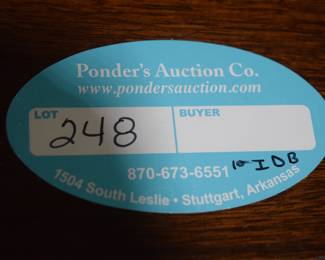 Ponder's Auction Co.
www.pondersauction.com
LOT BUYER
248
870-673-6551 IDB
1504 South Leslie • Stuttgart, Arkansas